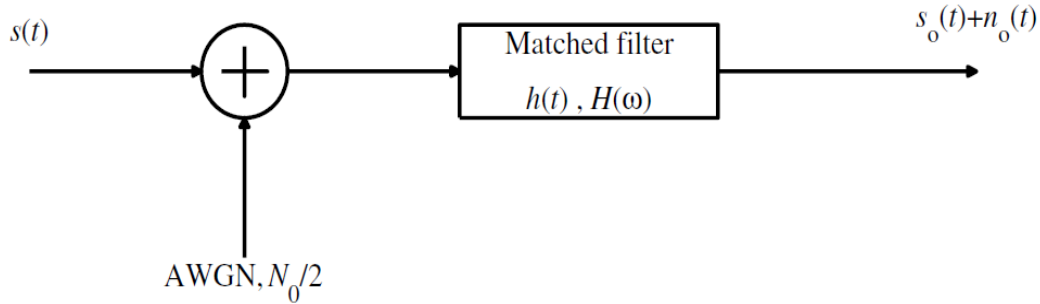 s(t)
s_o(t)+n_o(t)
Matched filter
h(t) , H(ω)
AWGN, N_0/2